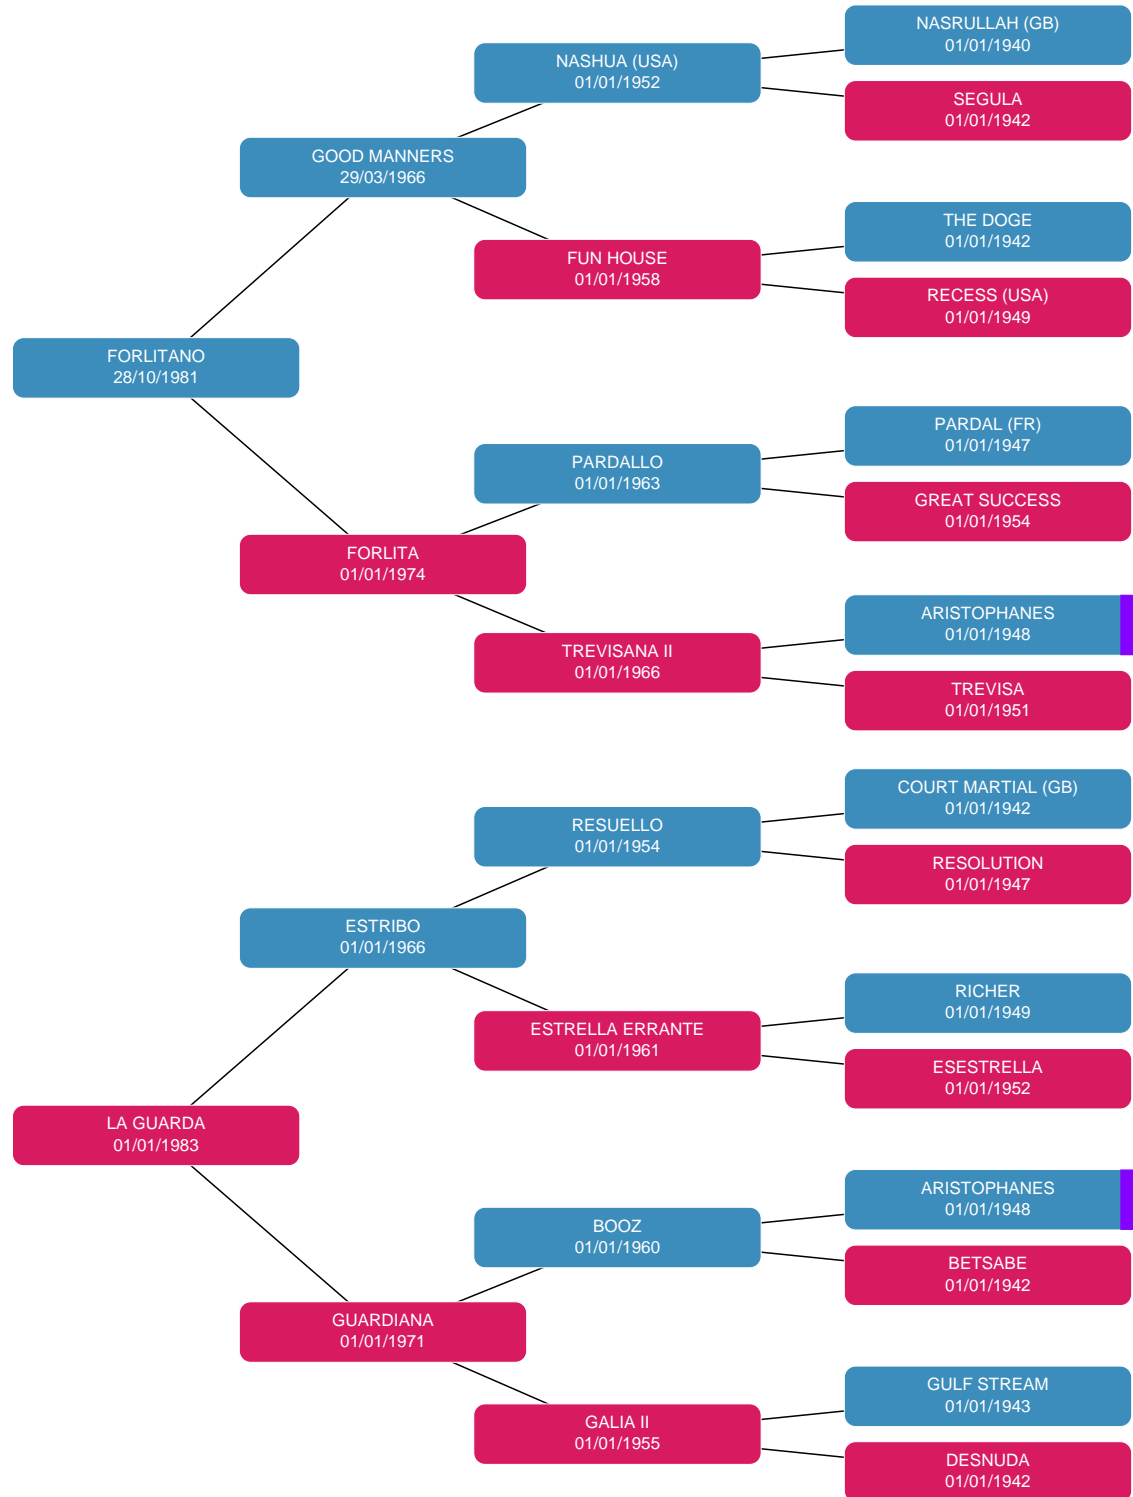 NASRULLAH (GB)
01/01/1940
NASHUA (USA)
01/01/1952
SEGULA
01/01/1942
GOOD MANNERS
29/03/1966
THE DOGE
01/01/1942
FUN HOUSE
01/01/1958
RECESS (USA)
01/01/1949
FORLITANO
28/10/1981
PARDAL (FR)
01/01/1947
PARDALLO
01/01/1963
GREAT SUCCESS
01/01/1954
FORLITA
01/01/1974
ARISTOPHANES
01/01/1948
TREVISANA II
01/01/1966
TREVISA
01/01/1951
COURT MARTIAL (GB)
01/01/1942
RESUELLO
01/01/1954
RESOLUTION
01/01/1947
ESTRIBO
01/01/1966
RICHER
01/01/1949
ESTRELLA ERRANTE
01/01/1961
ESESTRELLA
01/01/1952
LA GUARDA
01/01/1983
ARISTOPHANES
01/01/1948
BOOZ
01/01/1960
BETSABE
01/01/1942
GUARDIANA
01/01/1971
GULF STREAM
01/01/1943
GALIA II
01/01/1955
DESNUDA
01/01/1942